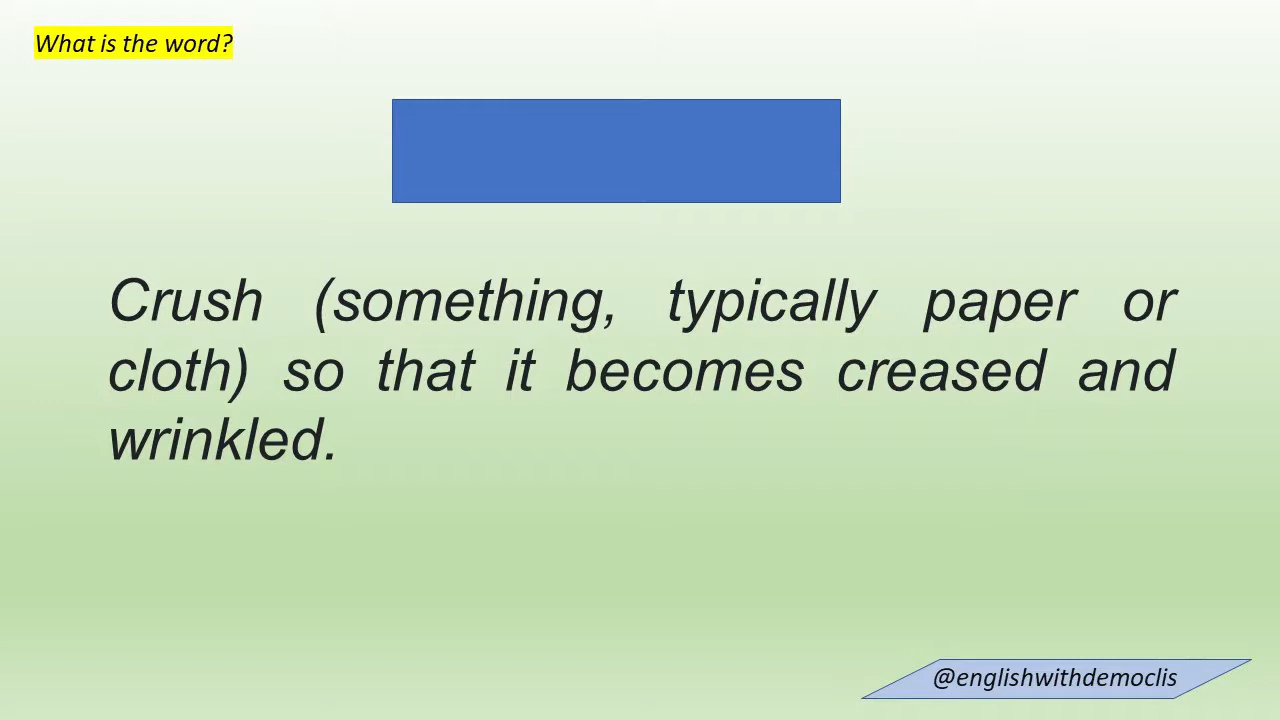 What is the word?
Crush (something, typically paper or
cloth) so that it becomes creased and
wrinkled.
@englishwithdemoclis